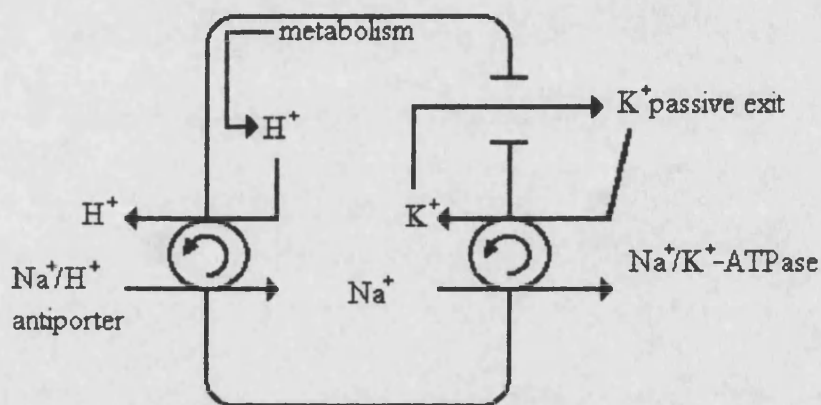 metabolism
K⁺passive exit
H⁺
H⁺
K⁺
Na⁺/H⁺
antiporter
Na⁺
Na⁺/K⁺-ATPase